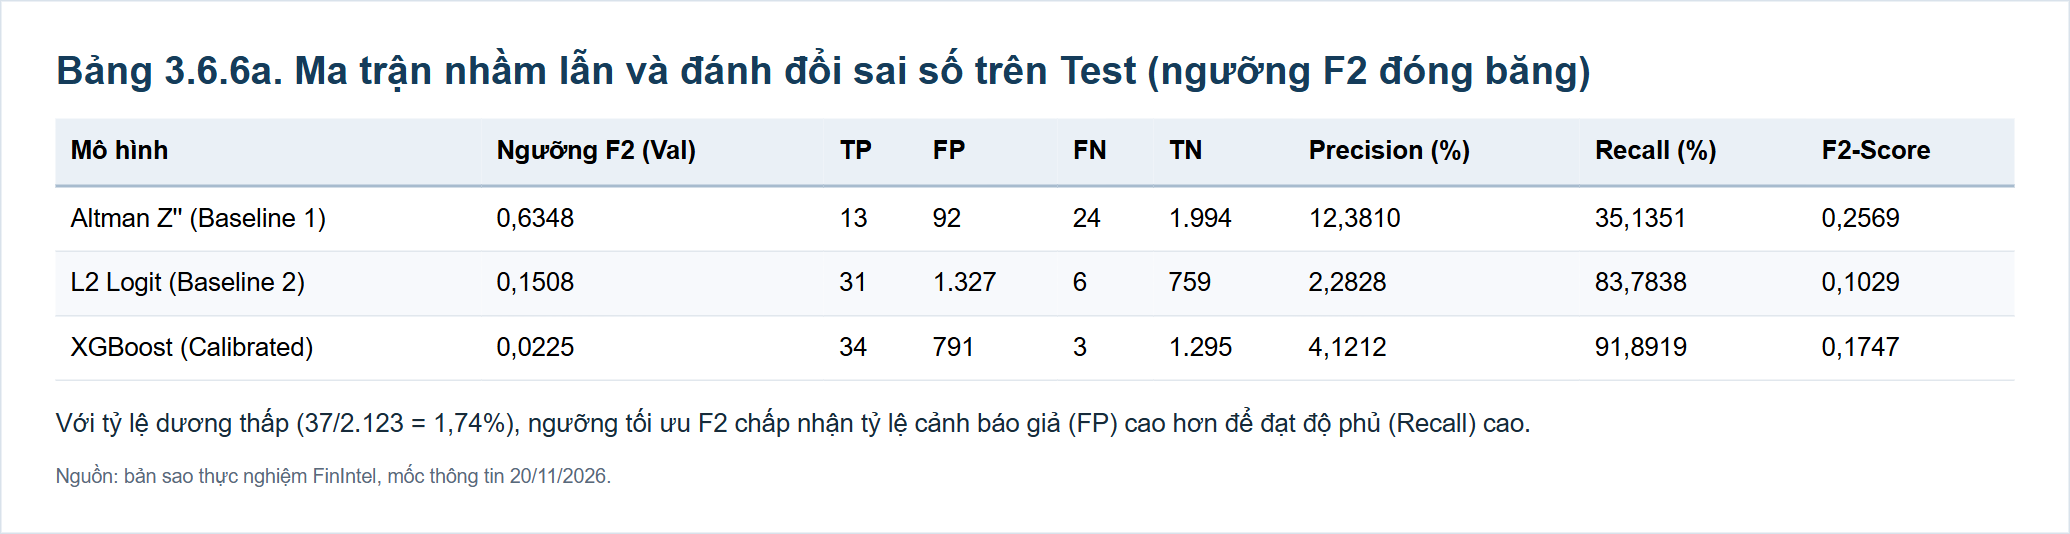 Bảng 3.6.6a. Ma trận nhầm lẫn và đánh đổi sai số trên Test (ngưỡng F2 đóng băng)
Mô hình Ngưỡng F2 (Val) TP FP FN TN Precision (%) Recall (%) F2-Score
Altman Z" (Baseline 1) 0,6348 13 92 24 1.994 12,3810 35,1351 0,2569
L2 Logit (Baseline 2) 0,1508 31 1.327 6 759 2,2828 83,7838 0,1029
XGBoost (Calibrated) 0,0225 34 791 3 1.295 4,1212 91,8919 0,1747
Với tỷ lệ dương thấp (37/2.123 = 1,74%), ngưỡng tối ưu F2 chấp nhận tỷ lệ cảnh báo giả (FP) cao hơn để đạt độ phủ (Recall) cao.
Nguồn: bản sao thực nghiệm FinIntel, mốc thông tin 20/11/2026.